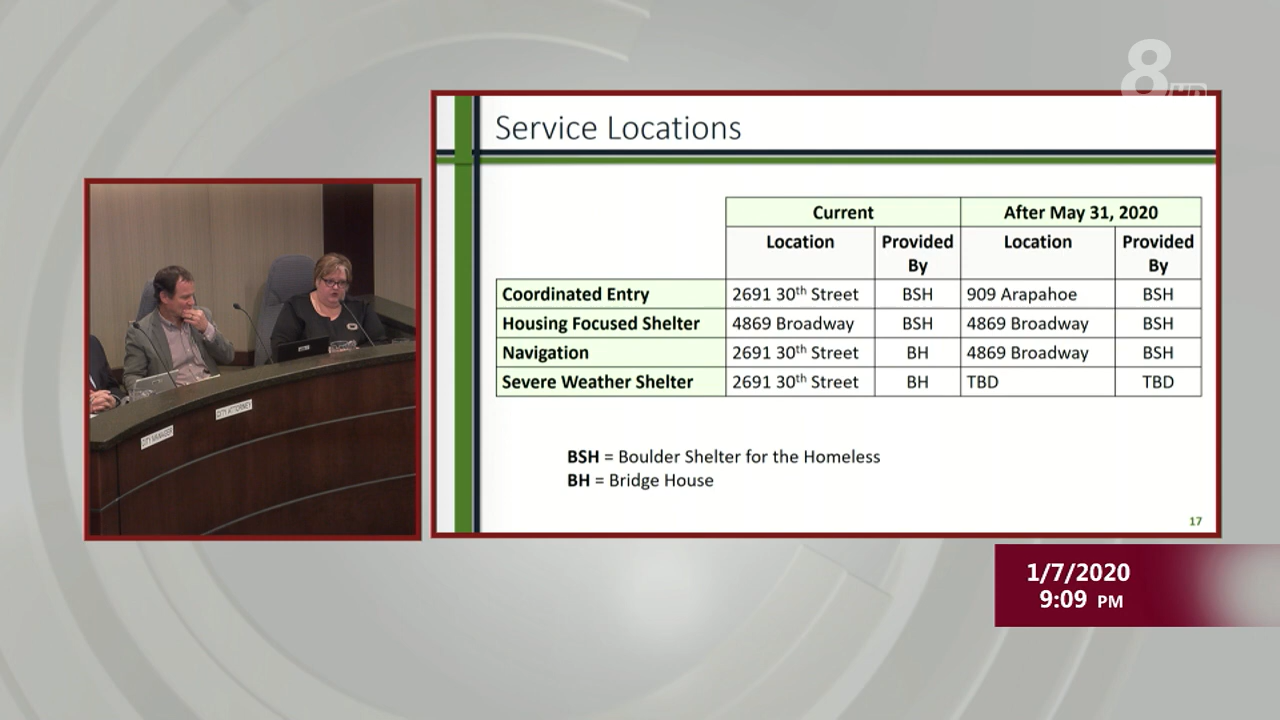 8
HD
Service Locations
Current After May 31, 2020
Location Provided By Location Provided By
Coordinated Entry 2691 30th Street BSH 909 Arapahoe BSH
Housing Focused Shelter 4869 Broadway BSH 4869 Broadway BSH
Navigation 2691 30th Street BH 4869 Broadway BSH
Severe Weather Shelter 2691 30th Street BH TBD TBD
BSH = Boulder Shelter for the Homeless
BH = Bridge House
17
CITY MANAGER
CITY ATTORNEY
1/7/2020
9:09 PM